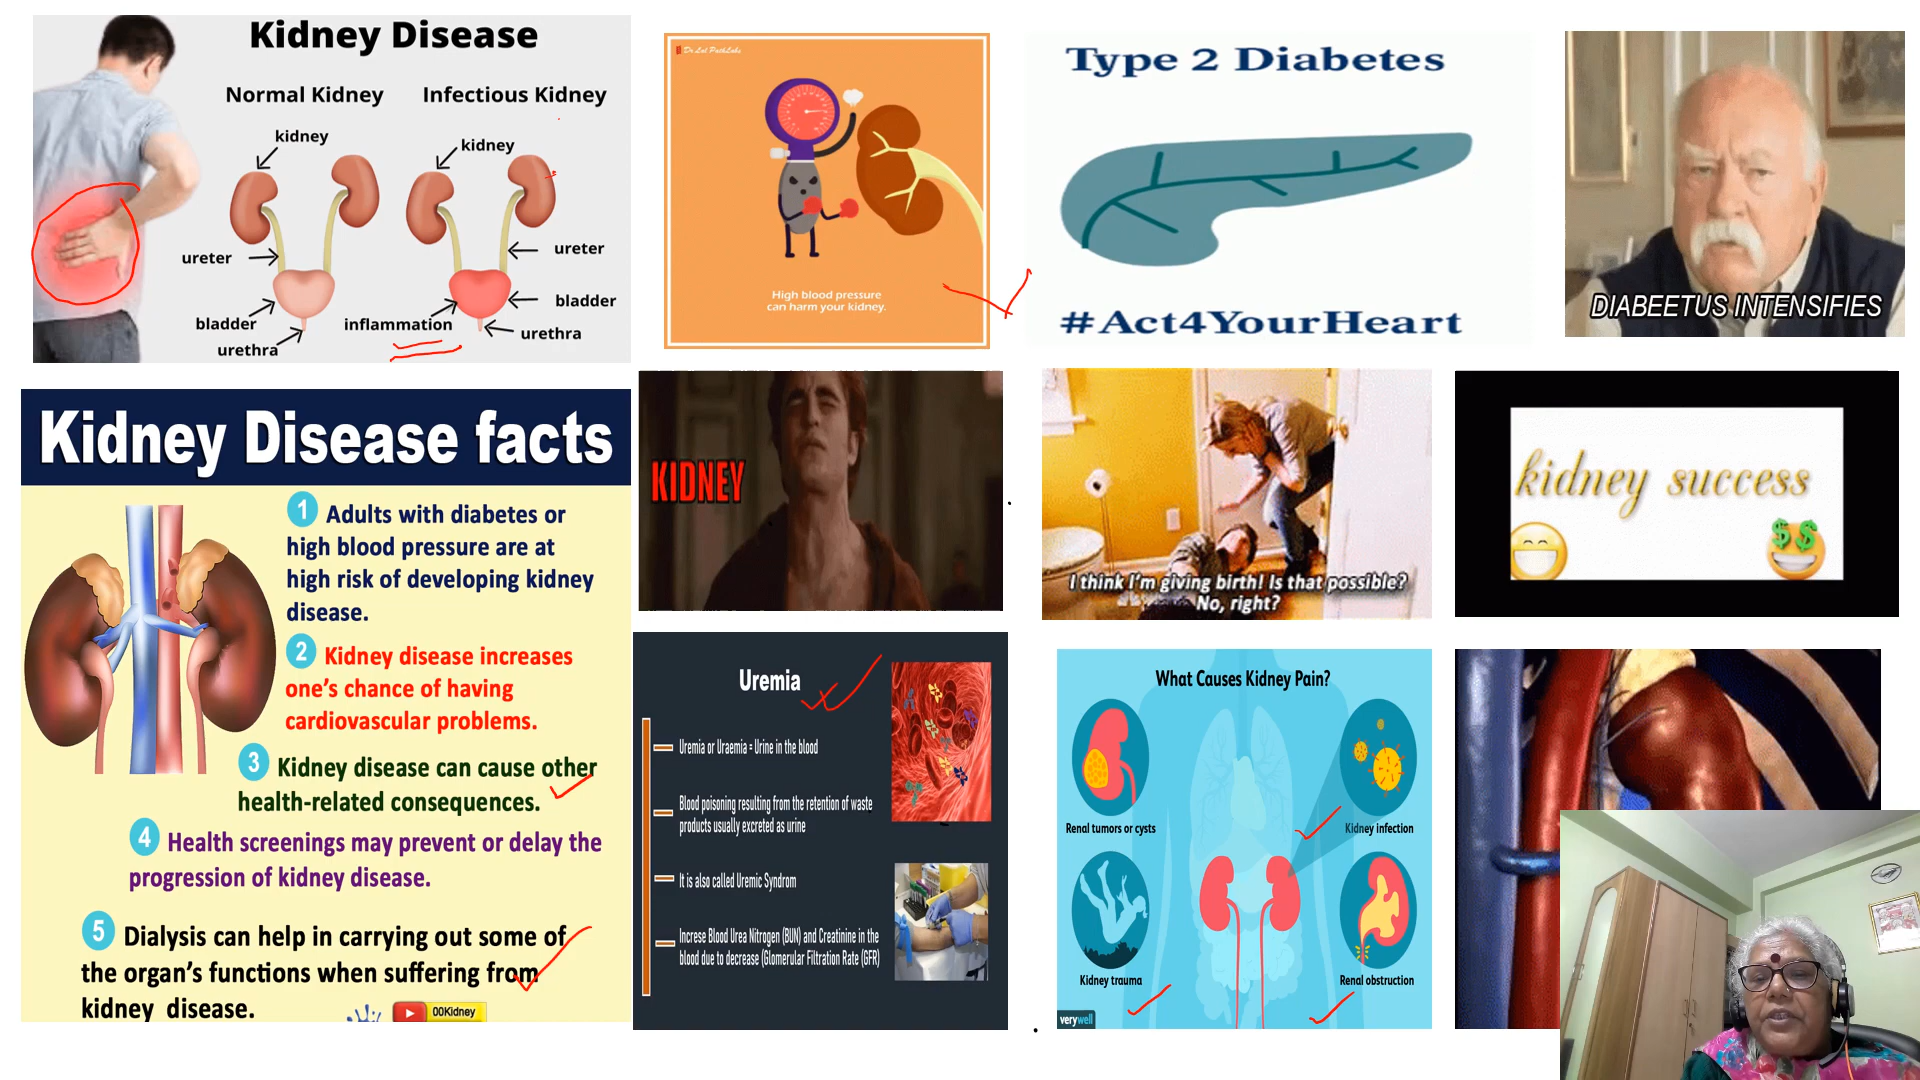 Kidney Disease
Normal Kidney
Infectious Kidney
kidney
kidney
ureter
ureter
bladder
bladder
inflammation
urethra
urethra
Dr Lal PathLabs
High blood pressure
can harm your kidney.
Type 2 Diabetes
#Act4YourHeart
DIABEETUS INTENSIFIES
Kidney Disease facts
1 Adults with diabetes or
high blood pressure are at
high risk of developing kidney
disease.
2 Kidney disease increases
one's chance of having
cardiovascular problems.
3 Kidney disease can cause other
health-related consequences.
4 Health screenings may prevent or delay the
progression of kidney disease.
5 Dialysis can help in carrying out some of
the organ's functions when suffering from
kidney disease.
00Kidney
KIDNEY
I think I'm giving birth! Is that possible?
No, right?
kidney success
Uremia
Uremia or Uraemia = Urine in the blood
Blood poisoning resulting from the retention of waste
products usually excreted as urine
It is also called Uremic Syndrom
Increse Blood Urea Nitrogen (BUN) and Creatinine in the
blood due to decrease (Glomerular Filtration Rate (GFR)
What Causes Kidney Pain?
Renal tumors or cysts
Kidney infection
Kidney trauma
Renal obstruction
verywell